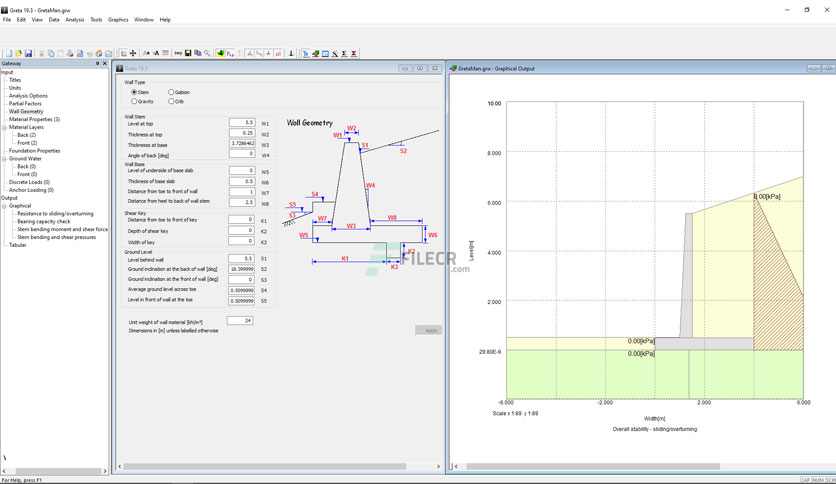 Greta 19.3 - GretaMan.grw
File Edit View Data Analysis Tools Graphics Window Help
Gateway
Input
Titles
Units
Analysis Options
Partial Factors
Wall Geometry
Material Properties (3)
Material Layers
Back (2)
Front (2)
Foundation Properties
Ground Water
Back (0)
Front (0)
Discrete Loads (0)
Anchor Loading (0)
Output
Graphical
Resistance to sliding/overturning
Bearing capacity check
Stem bending moment and shear force
Stem bending and shear pressures
Tabular
Greta 19.3
Wall Type
Stem Gabion
Gravity Crib
Wall Stem
Level at top 5.5 W1
Thickness at top 0.25 W2
Thickness at base 3.7286462 W3
Angle of back [deg] 0 W4
Wall Base
Level of underside of base slab 0 W5
Thickness of base slab 0.5 W6
Distance from toe to front of wall 1 W7
Distance from heel to back of wall stem 2.5 W8
Shear Key
Distance from toe to front of key 0 K1
Depth of shear key 0 K2
Width of key 0 K3
Ground Level
Level behind wall 5.5 S1
Ground inclination at the back of wall [deg] 18.399999 S2
Ground inclination at the front of wall [deg] 0 S3
Average ground level across toe 0.5099999 S4
Level in front of wall at the toe 0.5099999 S5
Unit weight of wall material [kN/m³] 24
Dimensions in [m] unless labelled otherwise
Apply
Wall Geometry
W2
W1
S1
S2
W4
S4
S5
S3
W7
W8
W3
W5
W6
K2
K1
K3
FILECR
.com
GretaMan.grw - Graphical Output
10.00
8.000
6.000
4.000
2.000
29.80E-9
Level[m]
8.00[kPa]
0.00[kPa]
0.00[kPa]
-6.000 -2.000 2.000 6.000
Scale x 1:89 y 1:89
Width[m]
Overall stability - sliding/overturning
For Help, press F1
CAP NUM SCR